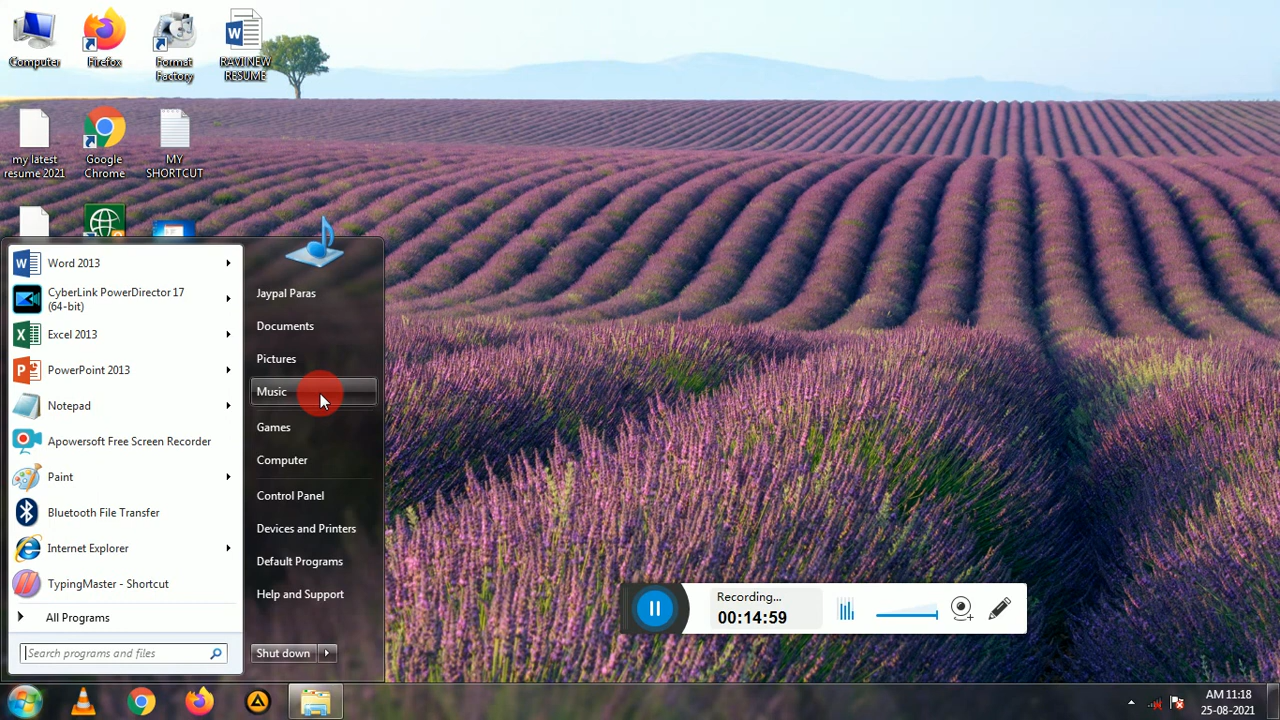 Computer
Firefox
Format
Factory
RAVI NEW
RESUME
my latest
resume 2021
Google
Chrome
MY
SHORTCUT
Word 2013
CyberLink PowerDirector 17
(64-bit)
Excel 2013
PowerPoint 2013
Notepad
Apowersoft Free Screen Recorder
Paint
Bluetooth File Transfer
Internet Explorer
TypingMaster - Shortcut
All Programs
Search programs and files
Jaypal Paras
Documents
Pictures
Music
Games
Computer
Control Panel
Devices and Printers
Default Programs
Help and Support
Shut down
Recording...
00:14:59
AM 11:18
25-08-2021